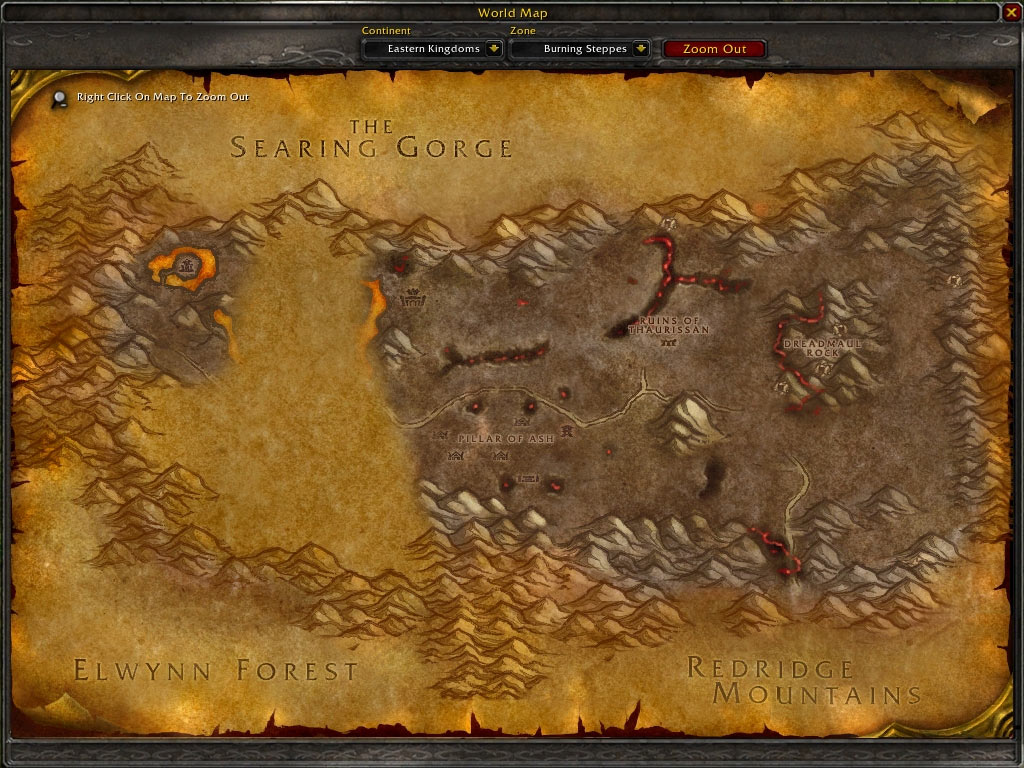 World Map
Continent
Zone
Eastern Kingdoms
Burning Steppes
Zoom Out
Right Click On Map To Zoom Out
THE
SEARING GORGE
RUINS OF
THAURISSAN
DREADMAUL
ROCK
PILLAR OF ASH
ELWYNN FOREST
REDRIDGE
MOUNTAINS